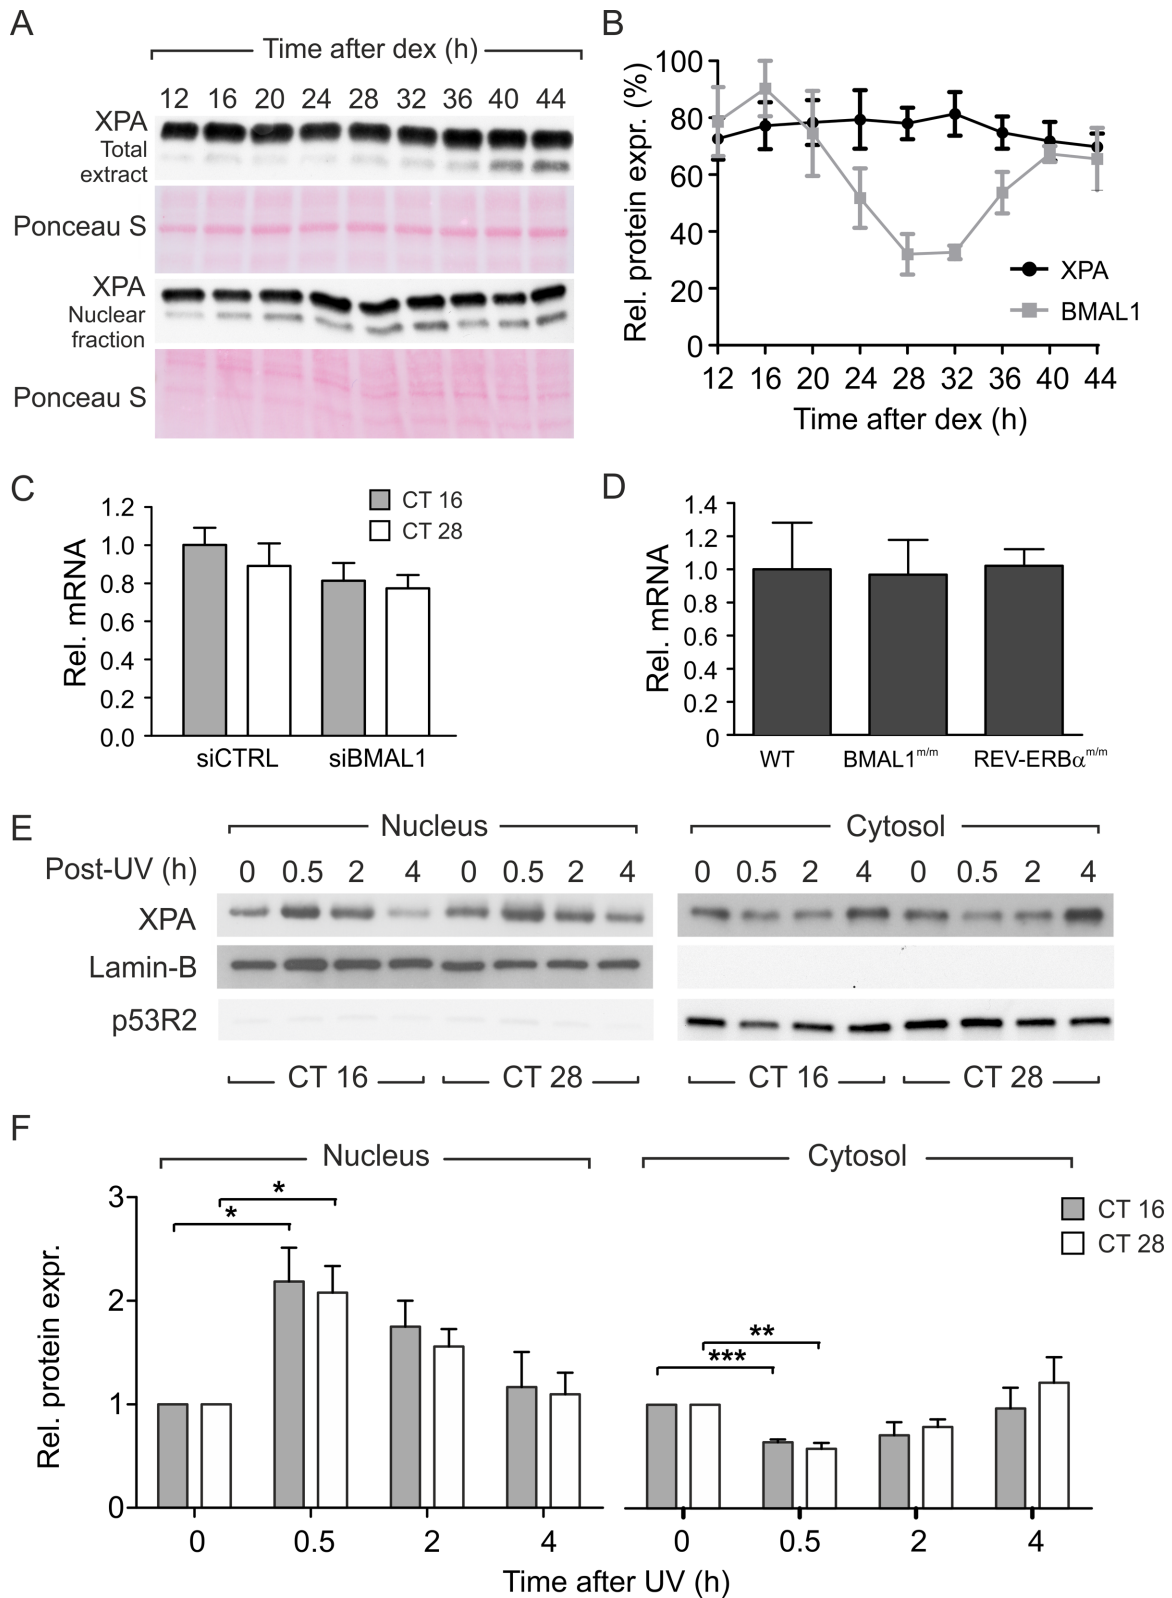 A
Time after dex (h)
12 16 20 24 28 32 36 40 44
XPA
Total
extract
Ponceau S
XPA
Nuclear
fraction
Ponceau S
B
Rel. protein expr. (%)
100
80
60
40
20
0
XPA
BMAL1
12 16 20 24 28 32 36 40 44
Time after dex (h)
C
Rel. mRNA
1.2
1.0
0.8
0.6
0.4
0.2
0.0
CT 16
CT 28
siCTRL siBMAL1
D
Rel. mRNA
1.4
1.2
1.0
0.8
0.6
0.4
0.2
0
WT BMAL1m/m REV-ERBαm/m
E
Nucleus Cytosol
Post-UV (h) 0 0.5 2 4 0 0.5 2 4 0 0.5 2 4 0 0.5 2 4
XPA
Lamin-B
p53R2
CT 16 CT 28 CT 16 CT 28
F
Nucleus Cytosol
Rel. protein expr.
3
2
1
0
*
*
**
***
CT 16
CT 28
0 0.5 2 4 0 0.5 2 4
Time after UV (h)